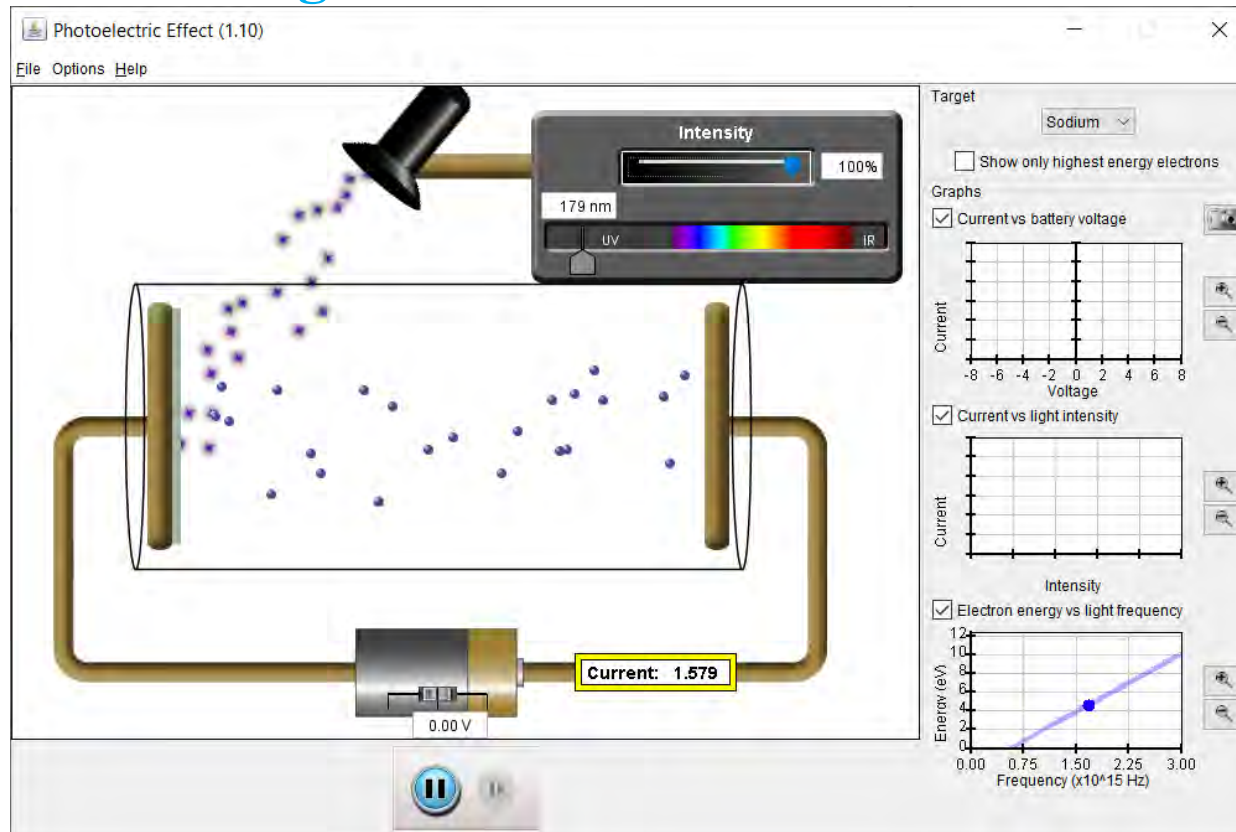 Photoelectric Effect (1.10)
File Options Help
Intensity
100%
179 nm
UV
IR
Current: 1.579
0.00 V
Target
Sodium
Show only highest energy electrons
Graphs
Current vs battery voltage
Current
-8 -6 -4 -2 0 2 4 6 8
Voltage
Current vs light intensity
Current
Intensity
Electron energy vs light frequency
12
10
8
6
4
2
0
Energy (eV)
0.00 0.75 1.50 2.25 3.00
Frequency (x10^15 Hz)